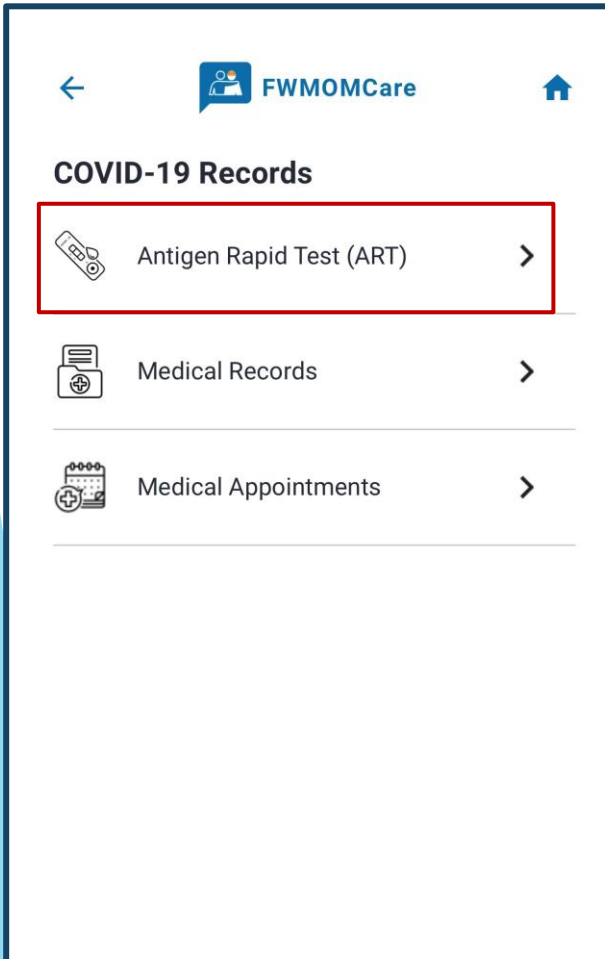 FWMOMCare
COVID-19 Records
Antigen Rapid Test (ART)
Medical Records
Medical Appointments